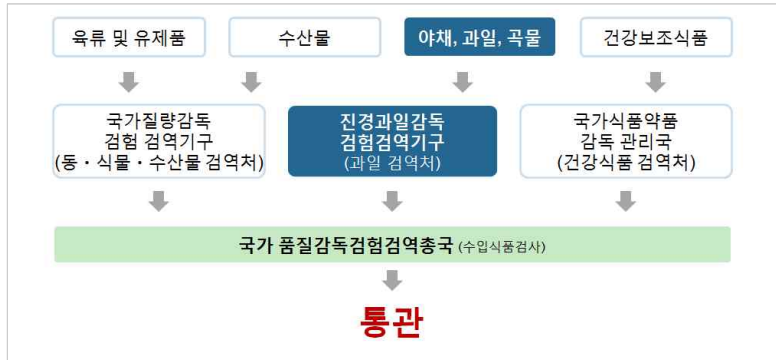 육류 및 유제품
수산물
야채, 과일, 곡물
건강보조식품
국가질량감독
검험 검역기구
(동・식물・수산물 검역처)
진경과일감독
검험검역기구
(과일 검역처)
국가식품약품
감독 관리국
(건강식품 검역처)
국가 품질감독검험검역총국 (수입식품검사)
통관